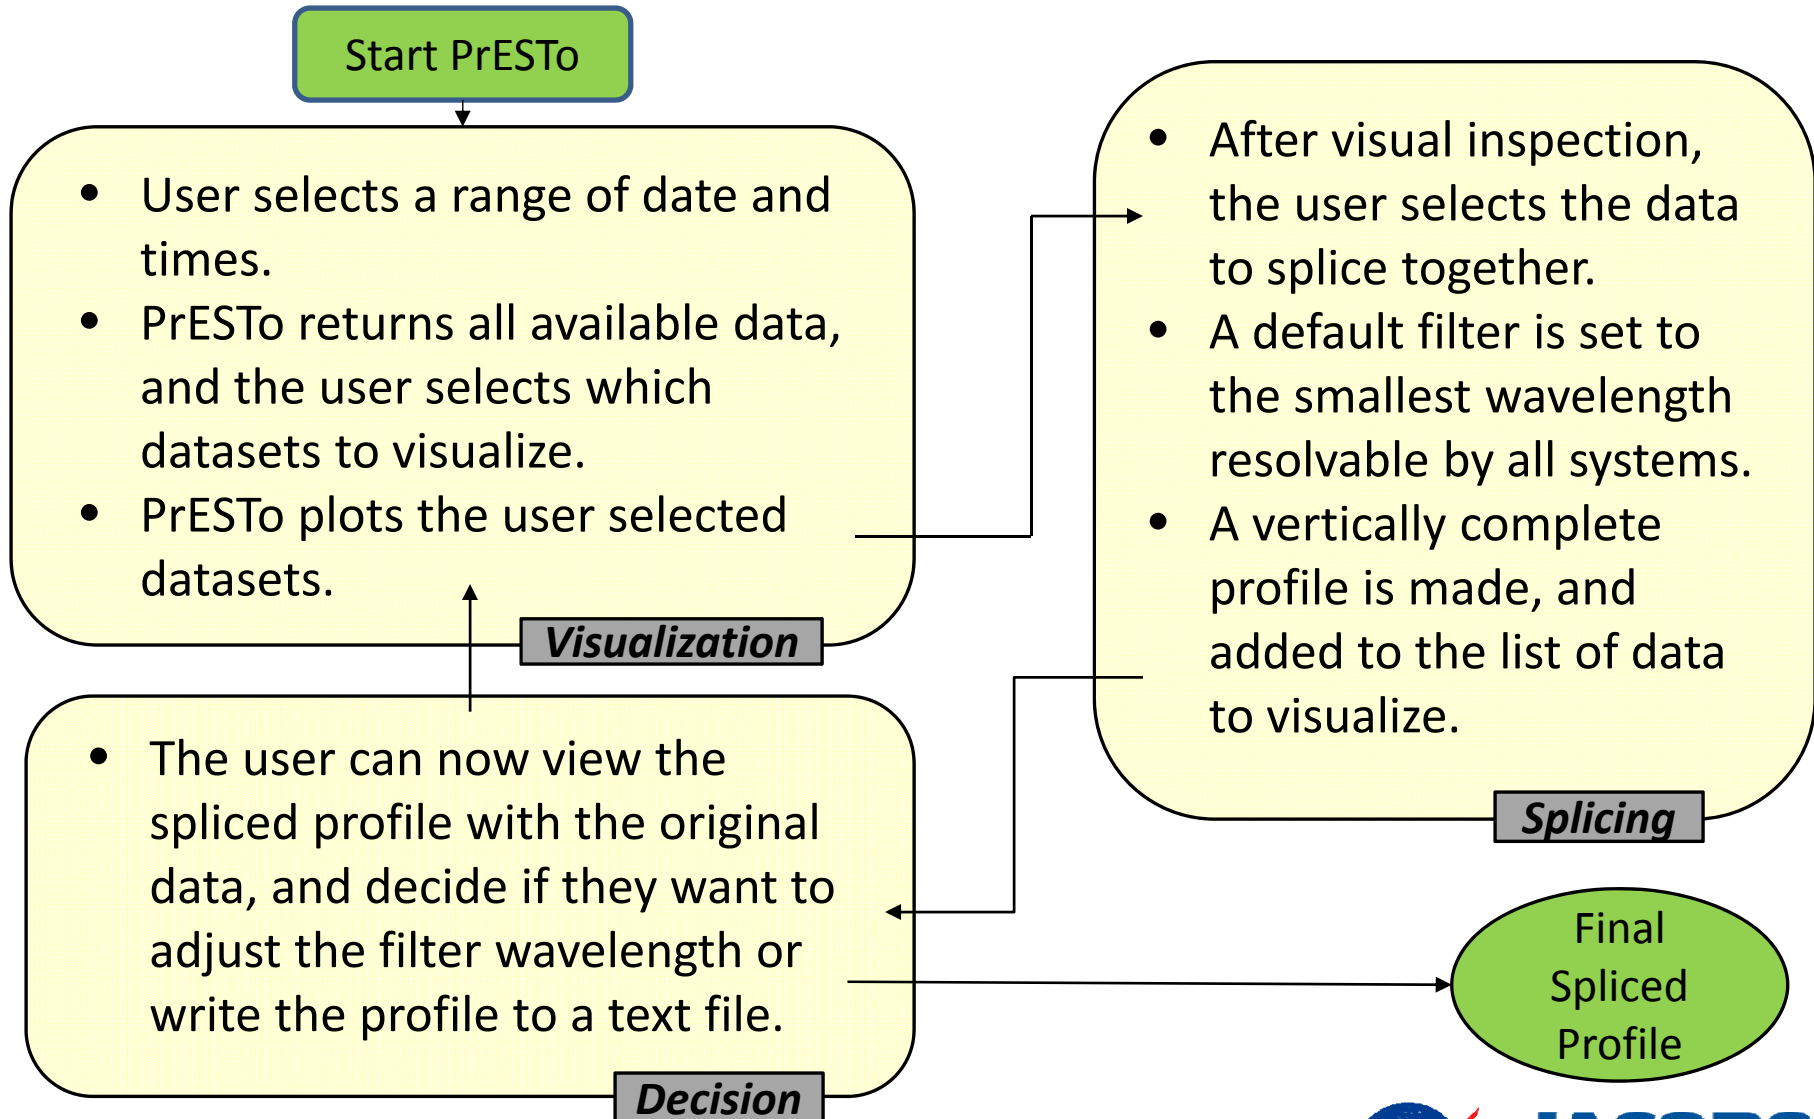 Start PrESTo
• User selects a range of date and
times.
• PrESTo returns all available data,
and the user selects which
datasets to visualize.
• PrESTo plots the user selected
datasets.
Visualization
• After visual inspection,
the user selects the data
to splice together.
• A default filter is set to
the smallest wavelength
resolvable by all systems.
• A vertically complete
profile is made, and
added to the list of data
to visualize.
Splicing
• The user can now view the
spliced profile with the original
data, and decide if they want to
adjust the filter wavelength or
write the profile to a text file.
Decision
Final
Spliced
Profile